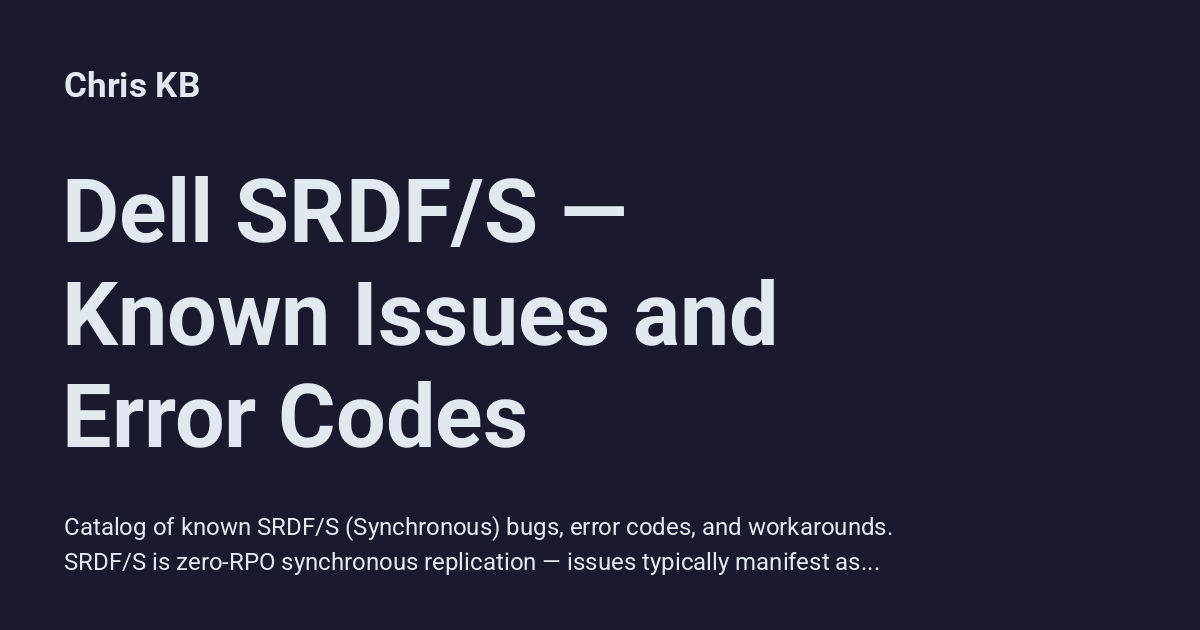 Chris KB
Dell SRDF/S —
Known Issues and
Error Codes
Catalog of known SRDF/S (Synchronous) bugs, error codes, and workarounds.
SRDF/S is zero-RPO synchronous replication — issues typically manifest as...